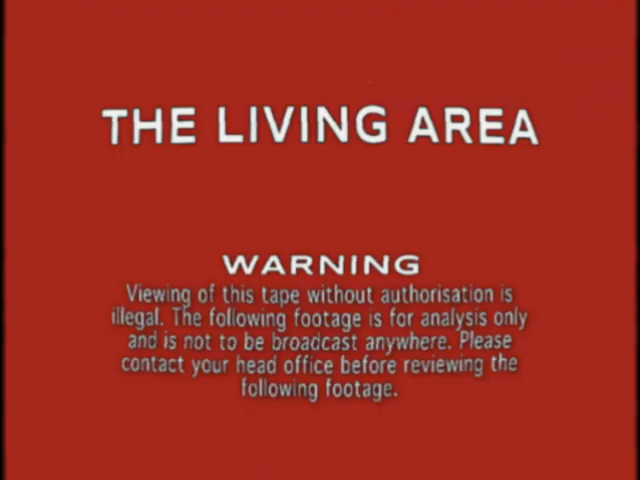 THE LIVING AREA
WARNING
Viewing of this tape without authorisation is
illegal. The following footage is for analysis only
and is not to be broadcast anywhere. Please
contact your head office before reviewing the
following footage.